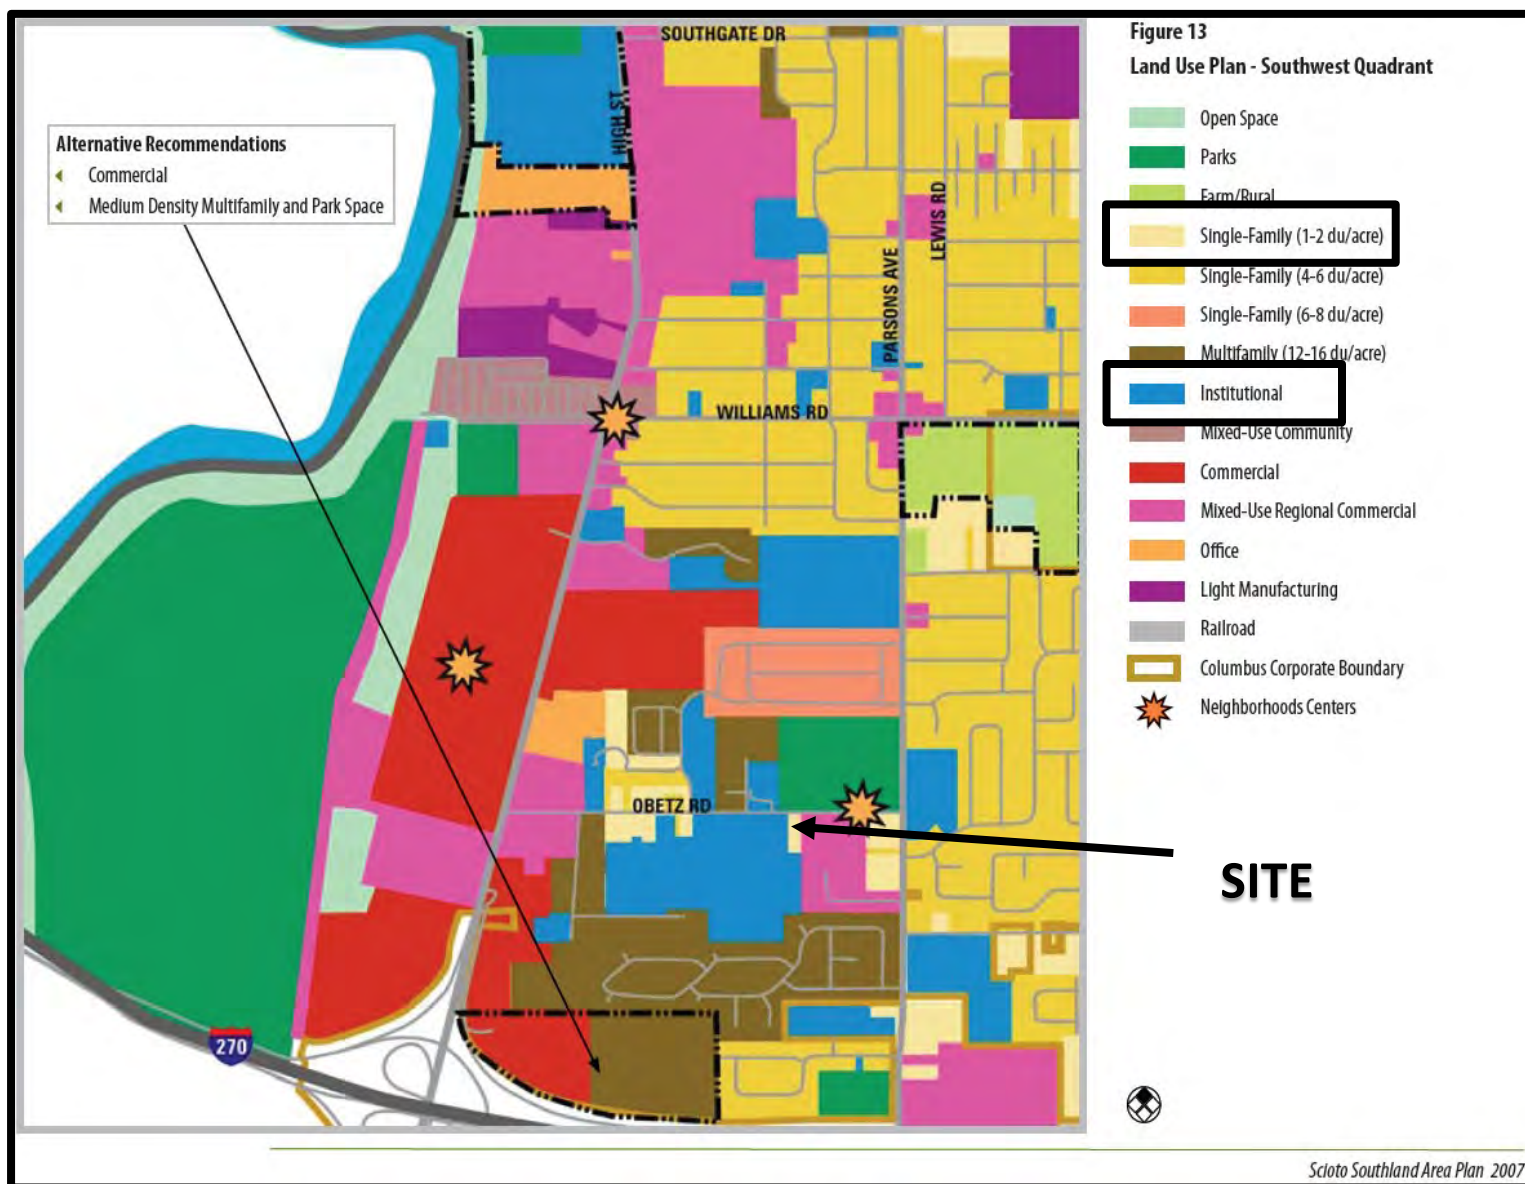 Figure 13
Land Use Plan - Southwest Quadrant
Open Space
Parks
Farm/Rural
Single-Family (1-2 du/acre)
Single-Family (4-6 du/acre)
Single-Family (6-8 du/acre)
Multifamily (12-16 du/acre)
Institutional
Mixed-Use Community
Commercial
Mixed-Use Regional Commercial
Office
Light Manufacturing
Railroad
Columbus Corporate Boundary
Neighborhoods Centers
Alternative Recommendations
Commercial
Medium Density Multifamily and Park Space
SOUTHGATE DR
HIGH ST
LEWIS RD
PARSONS AVE
WILLIAMS RD
OBETZ RD
270
SITE
Scioto Southland Area Plan 2007